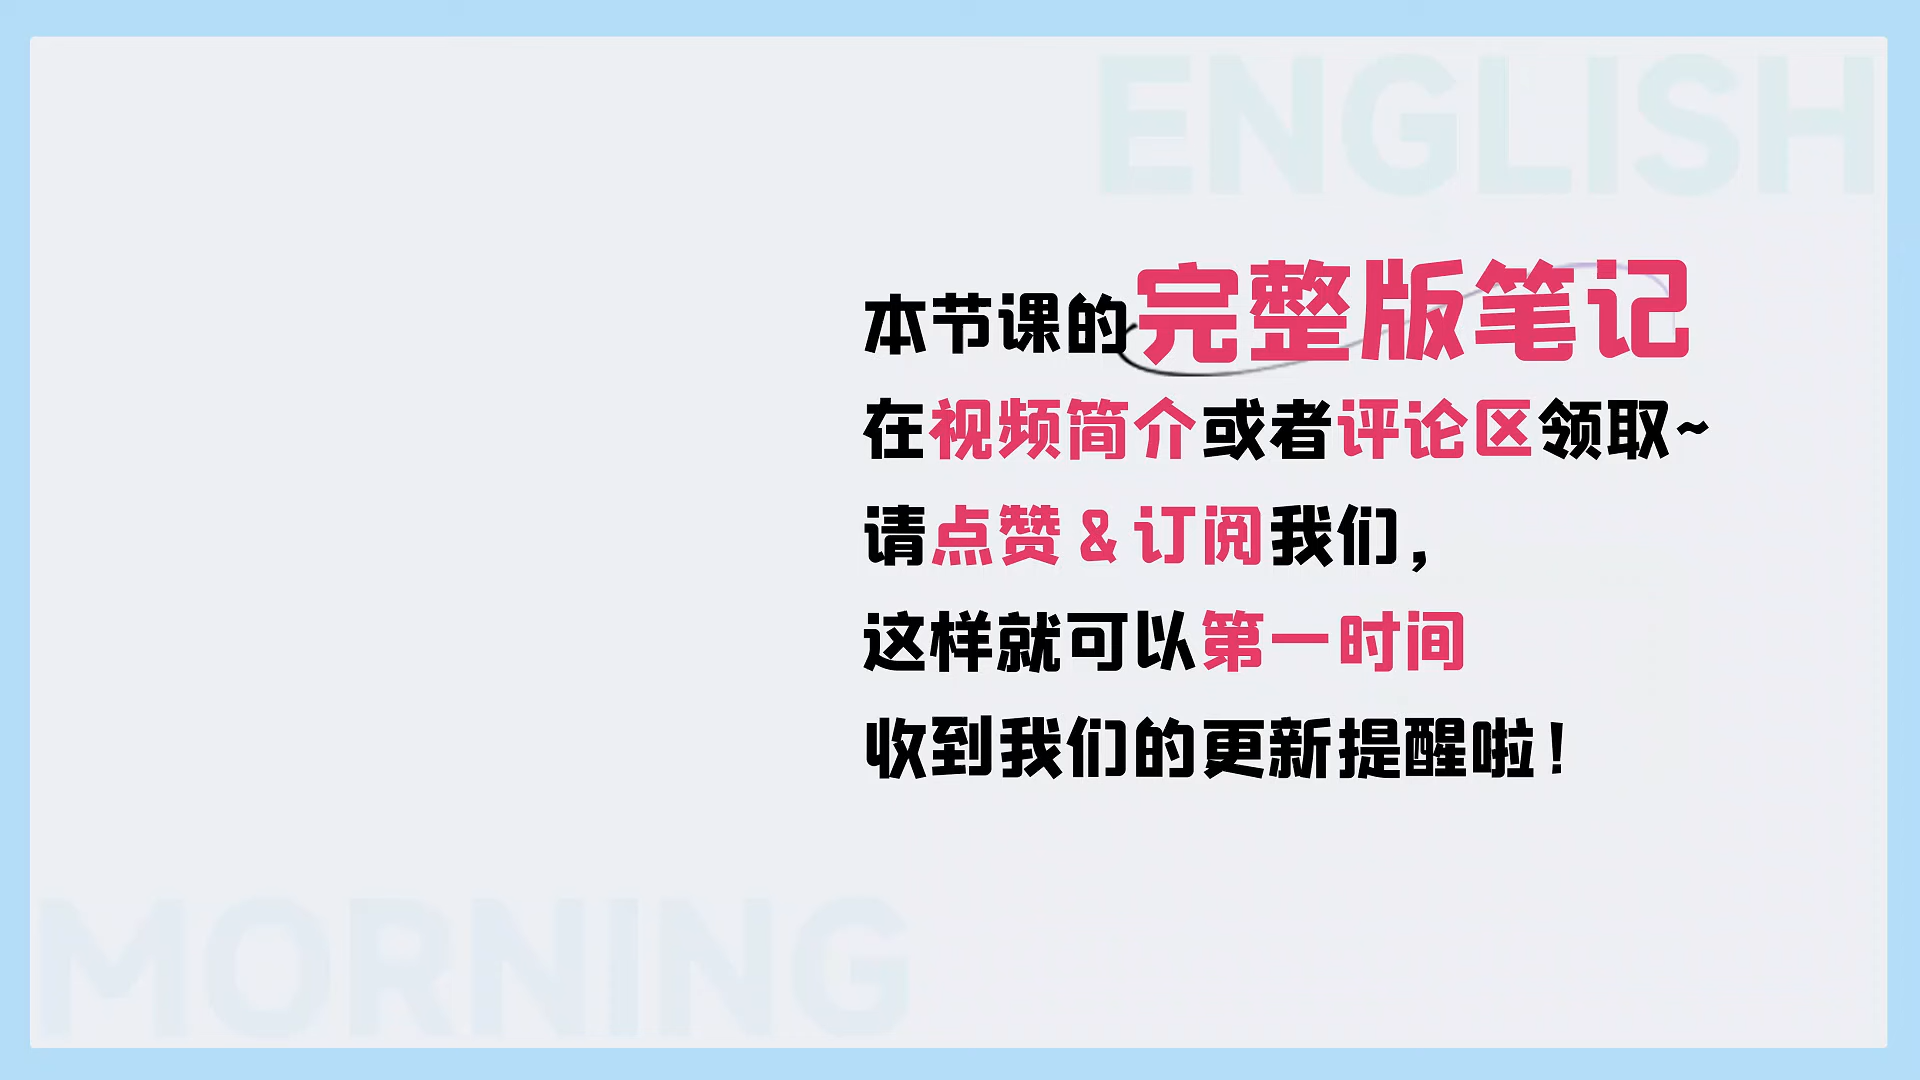 ENGLISH
本节课的完整版笔记
在视频简介或者评论区领取~
请点赞&订阅我们，
这样就可以第一时间
收到我们的更新提醒啦！
MORNING